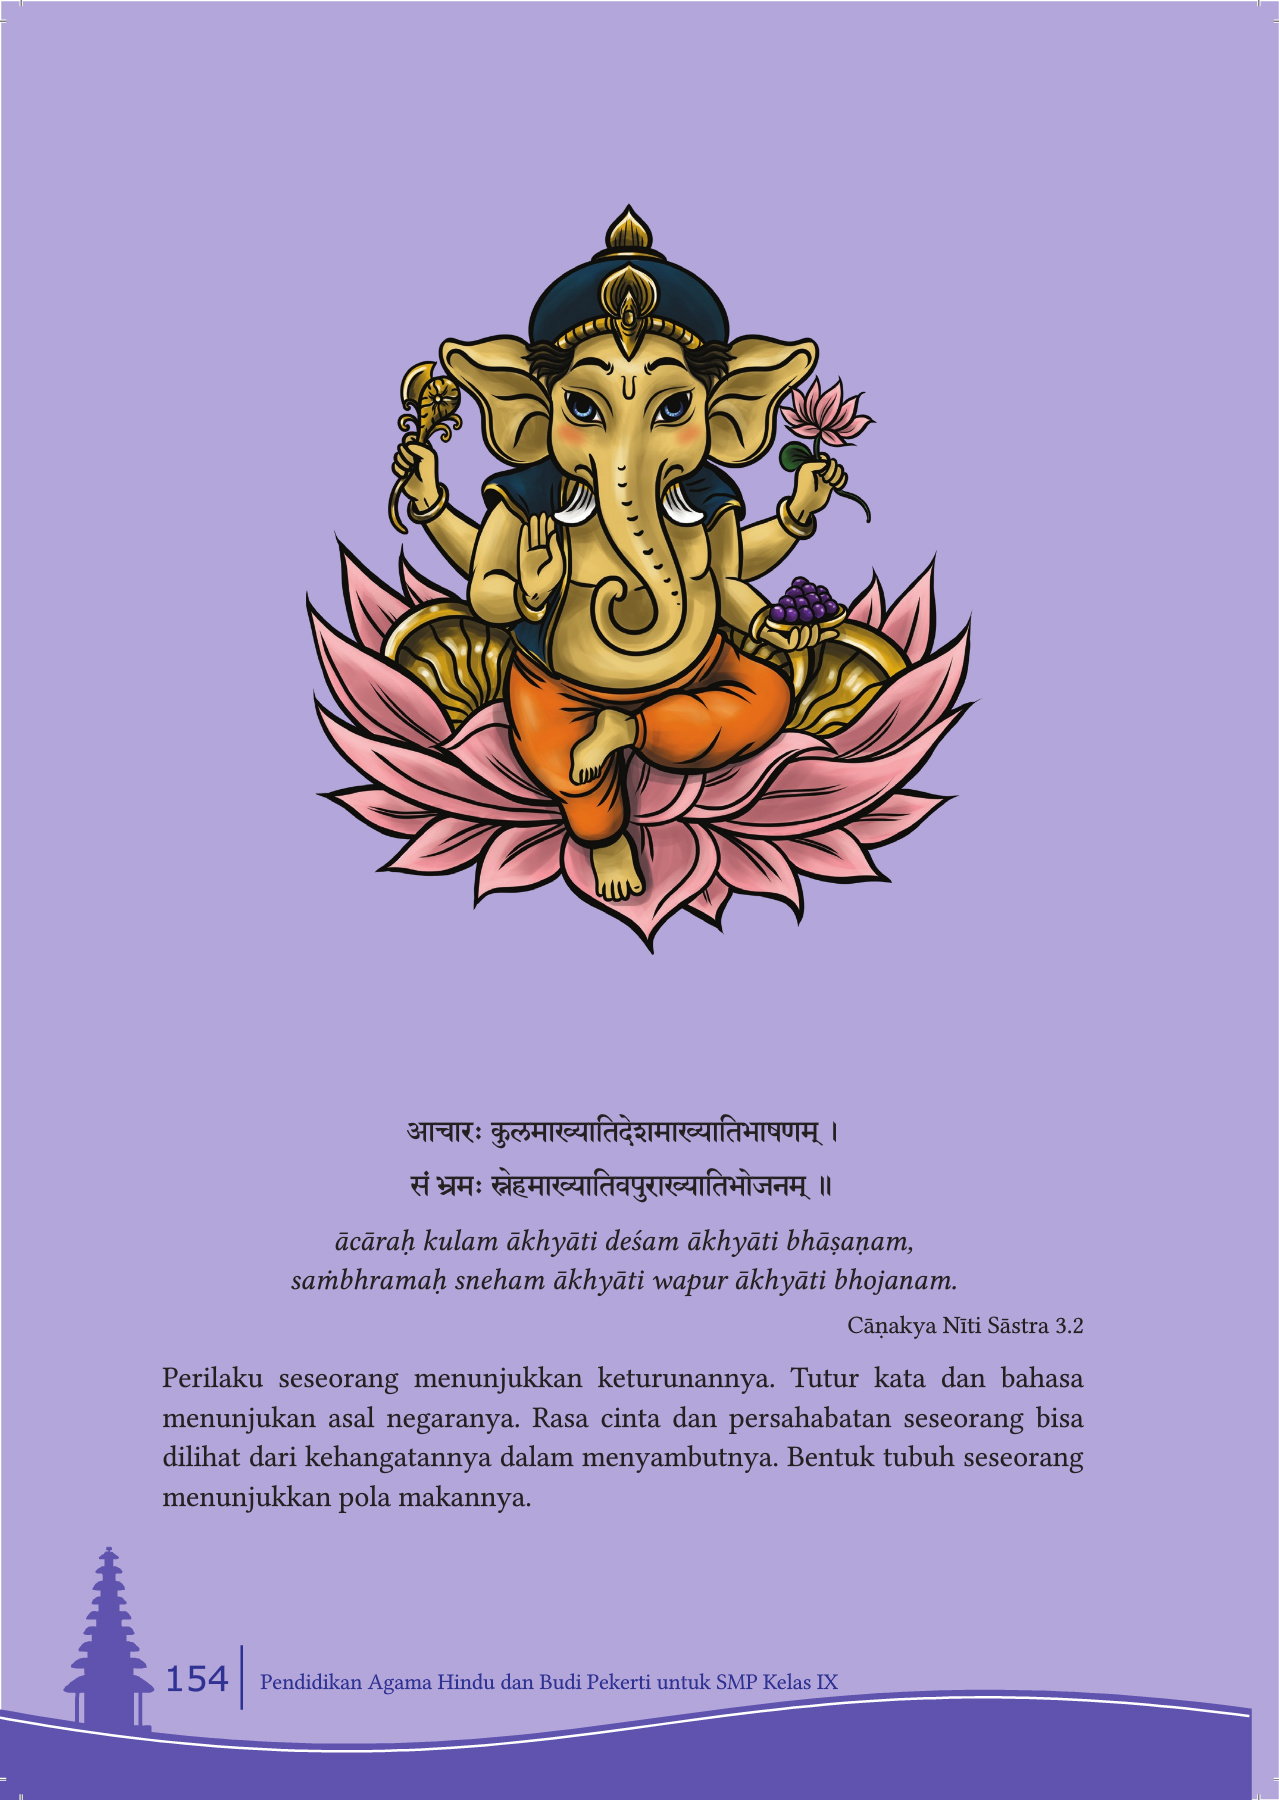 आचारः कुलमाख्यातिदेशमाख्यातिभाषणम् ।
सं भ्रमः स्नेहमाख्यातिवपुराख्यातिभोजनम् ॥
ācāraḥ kulam ākhyāti deśam ākhyāti bhāṣaṇam,
saṁbhramaḥ sneham ākhyāti wapur ākhyāti bhojanam.
Cāṇakya Nīti Sāstra 3.2
Perilaku seseorang menunjukkan keturunannya. Tutur kata dan bahasa
menunjukan asal negaranya. Rasa cinta dan persahabatan seseorang bisa
dilihat dari kehangatannya dalam menyambutnya. Bentuk tubuh seseorang
menunjukkan pola makannya.
154
Pendidikan Agama Hindu dan Budi Pekerti untuk SMP Kelas IX